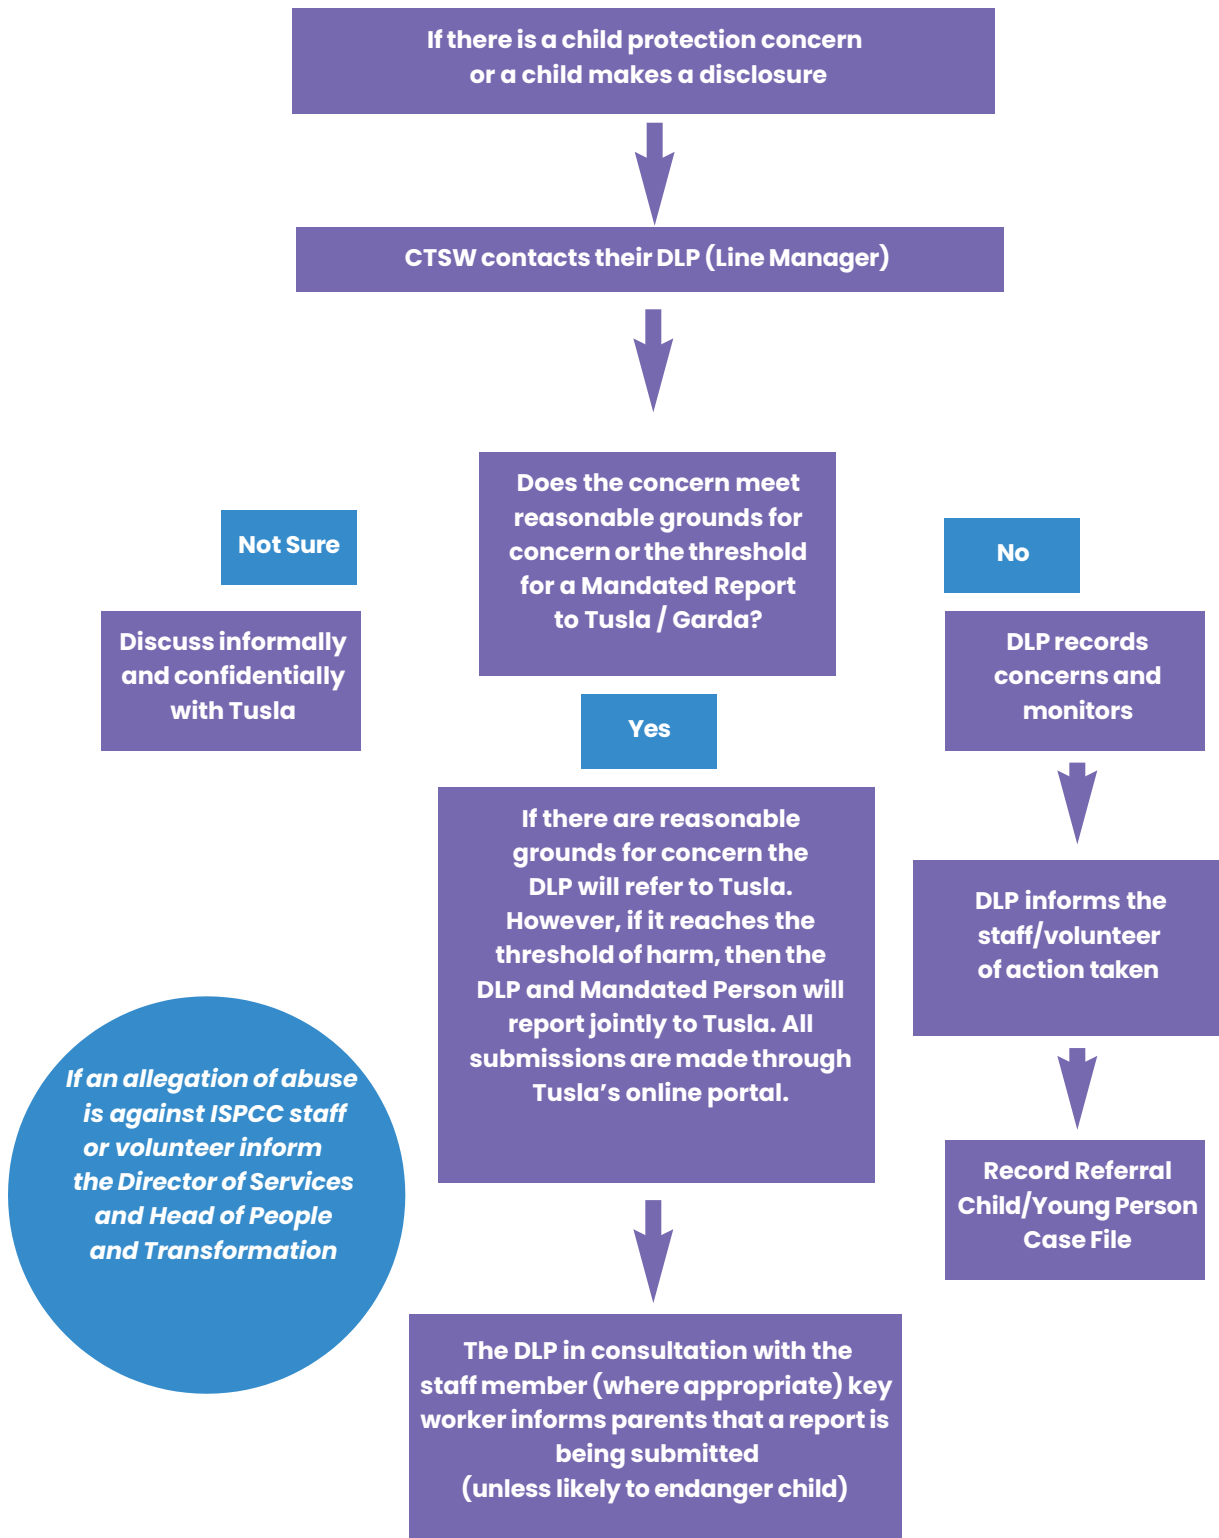 If there is a child protection concern
or a child makes a disclosure
CTSW contacts their DLP (Line Manager)
Does the concern meet
reasonable grounds for
concern or the threshold
for a Mandated Report
to Tusla / Garda?
Not Sure
Discuss informally
and confidentially
with Tusla
No
DLP records
concerns and
monitors
DLP informs the
staff/volunteer
of action taken
Record Referral
Child/Young Person
Case File
Yes
If there are reasonable
grounds for concern the
DLP will refer to Tusla.
However, if it reaches the
threshold of harm, then the
DLP and Mandated Person will
report jointly to Tusla. All
submissions are made through
Tusla’s online portal.
The DLP in consultation with the
staff member (where appropriate) key
worker informs parents that a report is
being submitted
(unless likely to endanger child)
If an allegation of abuse
is against ISPCC staff
or volunteer inform
the Director of Services
and Head of People
and Transformation